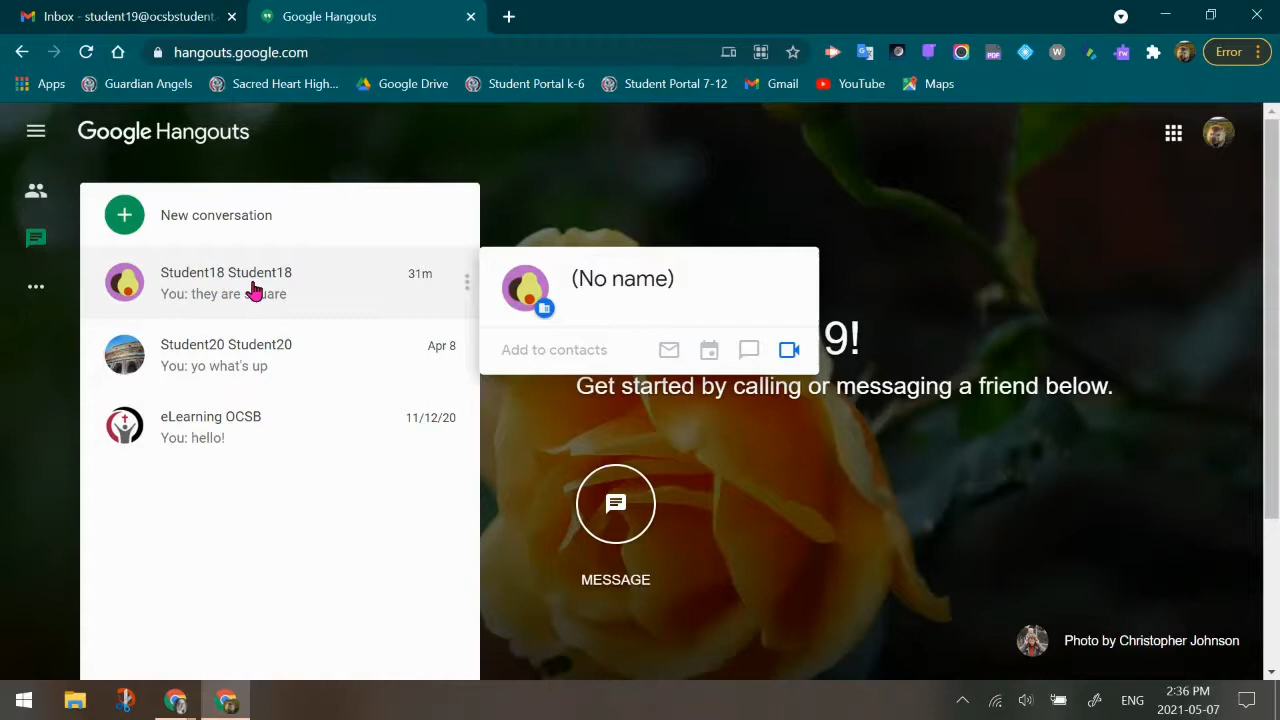 Inbox - student19@ocsbstudent.
Google Hangouts
hangouts.google.com
Error
Apps
Guardian Angels
Sacred Heart High...
Google Drive
Student Portal k-6
Student Portal 7-12
Gmail
YouTube
Maps
Google Hangouts
New conversation
Student18 Student18
31m
You: they are square
(No name)
Add to contacts
9!
Get started by calling or messaging a friend below.
Student20 Student20
Apr 8
You: yo what's up
eLearning OCSB
11/12/20
You: hello!
MESSAGE
Photo by Christopher Johnson
ENG
2:36 PM
2021-05-07